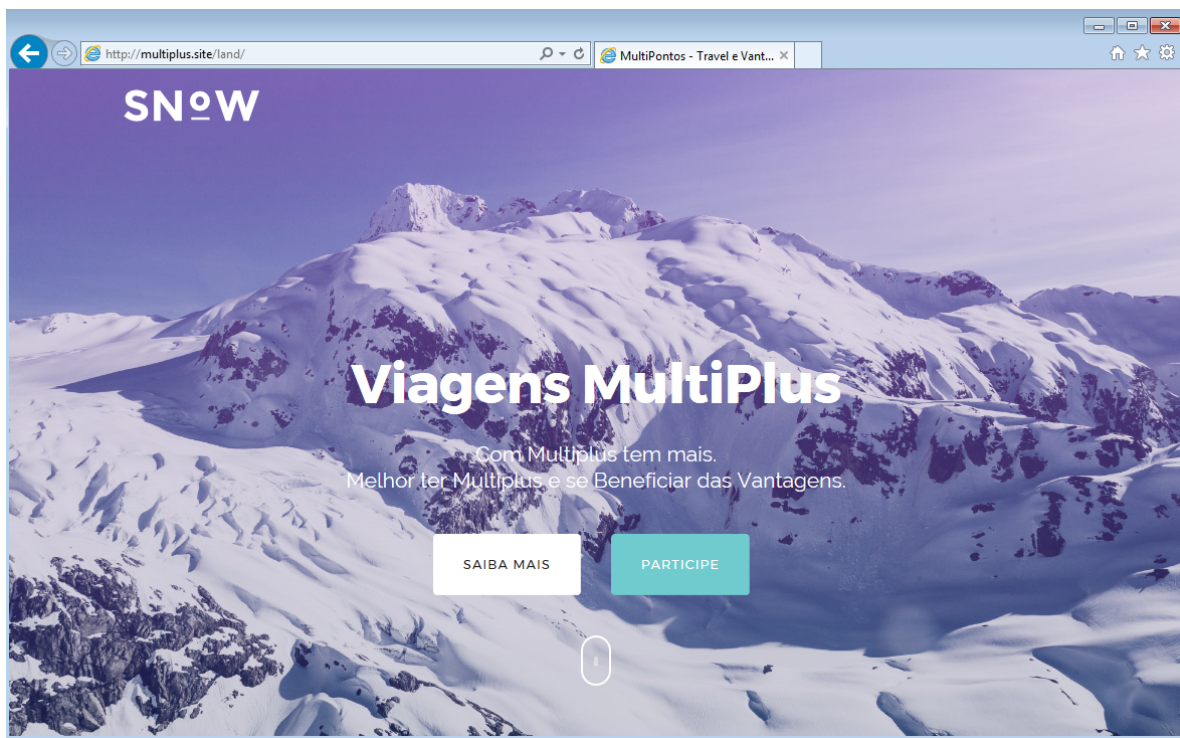 http://multiplus.site/land/
MultiPontos - Travel e Vant...
SNOW
Viagens MultiPlus
Com Multiplus tem mais.
Melhor ter Multiplus e se Beneficiar das Vantagens.
SAIBA MAIS
PARTICIPE